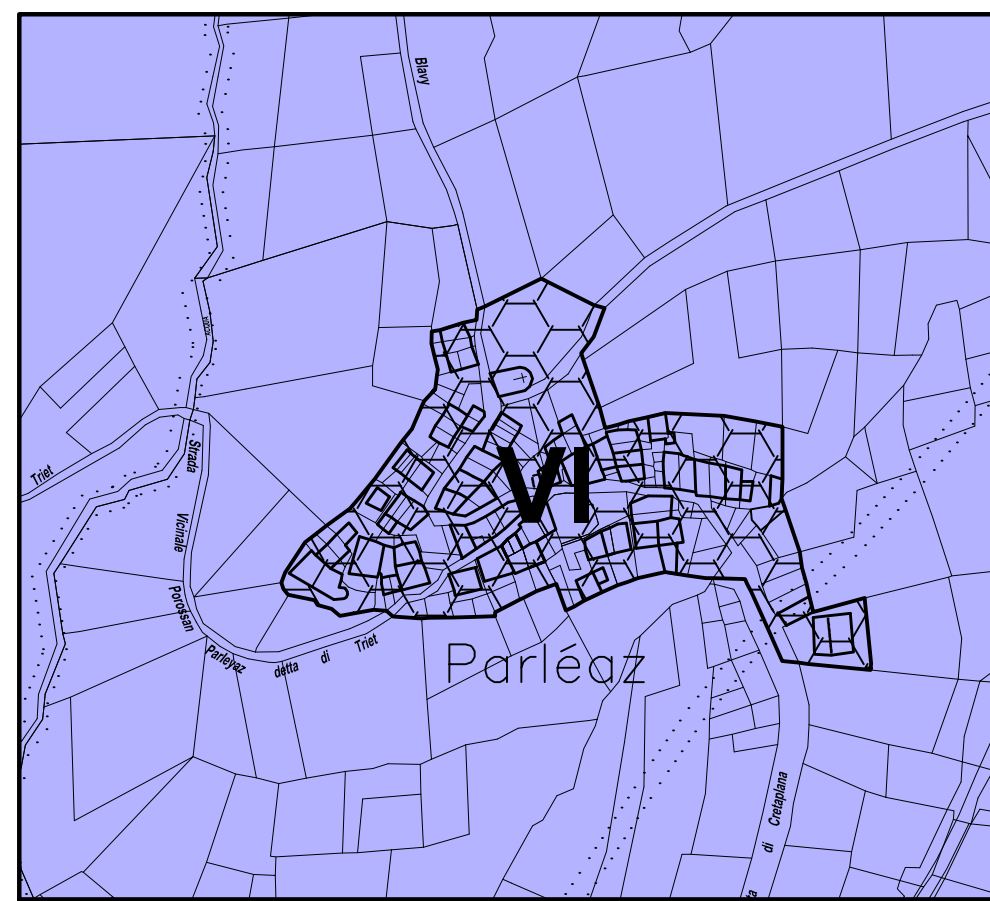 Blavy
Triet
Strada
Vicinale
Porossan
Parleyaz
detta
di
Triet
VI
Parléaz
di
Cretaplana